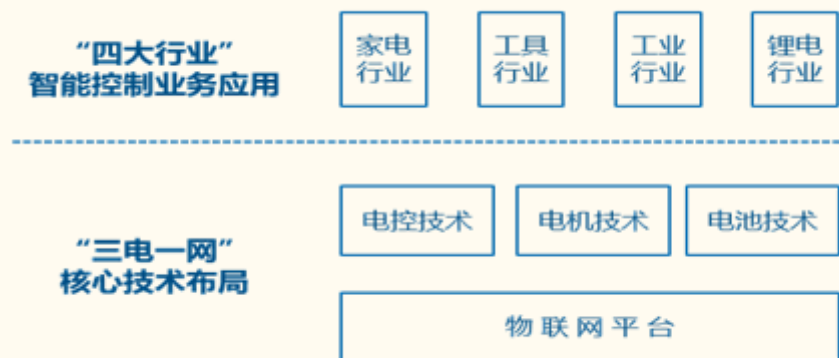 “四大行业”
智能控制业务应用
家电
行业
工具
行业
工业
行业
锂电
行业
“三电一网”
核心技术布局
电控技术
电机技术
电池技术
物联网平台